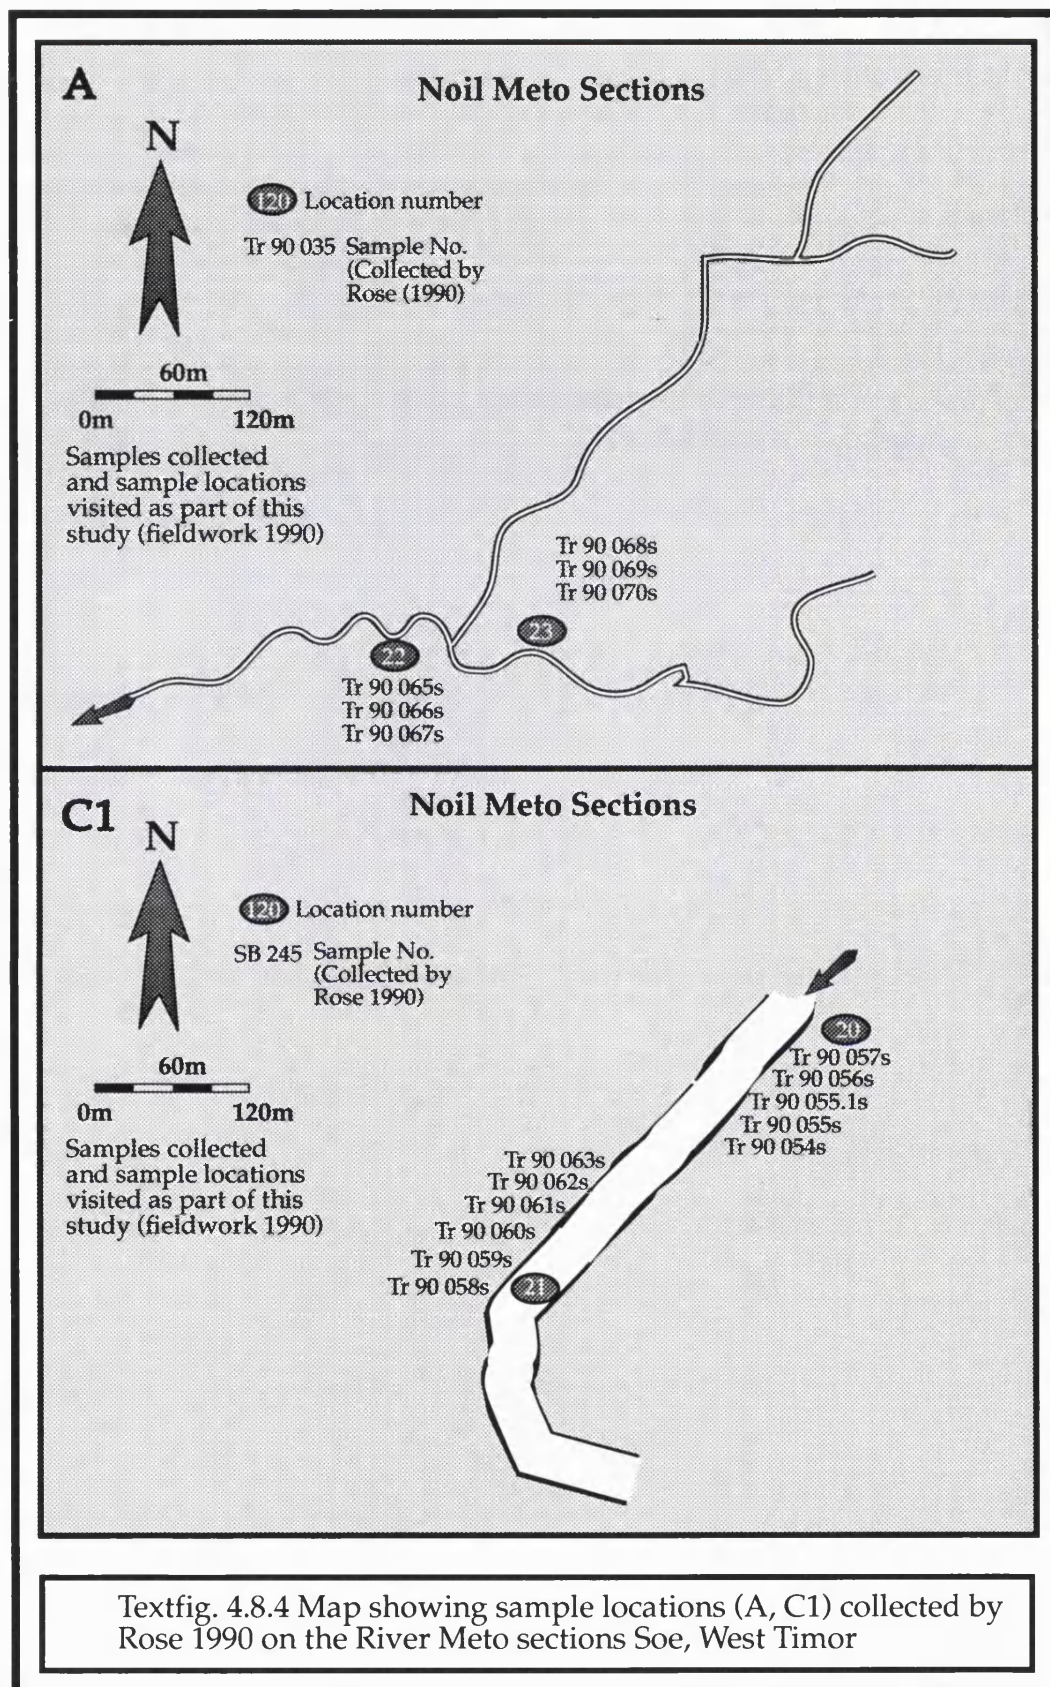 A
Noil Meto Sections
N
120 Location number
Tr 90 035 Sample No.
(Collected by
Rose (1990)
60m
0m 120m
Samples collected
and sample locations
visited as part of this
study (fieldwork 1990)
Tr 90 068s
Tr 90 069s
Tr 90 070s
23
22
Tr 90 065s
Tr 90 066s
Tr 90 067s
C1
Noil Meto Sections
N
120 Location number
SB 245 Sample No.
(Collected by
Rose 1990)
60m
0m 120m
Samples collected
and sample locations
visited as part of this
study (fieldwork 1990)
20
Tr 90 057s
Tr 90 056s
Tr 90 055.1s
Tr 90 055s
Tr 90 054s
Tr 90 063s
Tr 90 062s
Tr 90 061s
Tr 90 060s
Tr 90 059s
Tr 90 058s
21
Textfig. 4.8.4 Map showing sample locations (A, C1) collected by
Rose 1990 on the River Meto sections Soe, West Timor